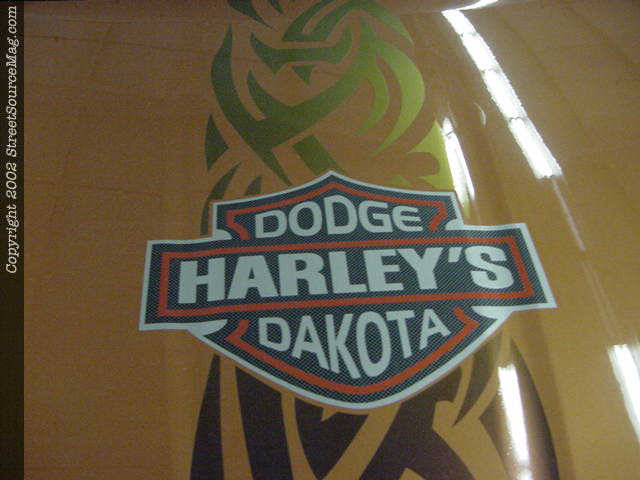 Copyright 2002 StreetSourceMag.com
DODGE
HARLEY'S
DAKOTA